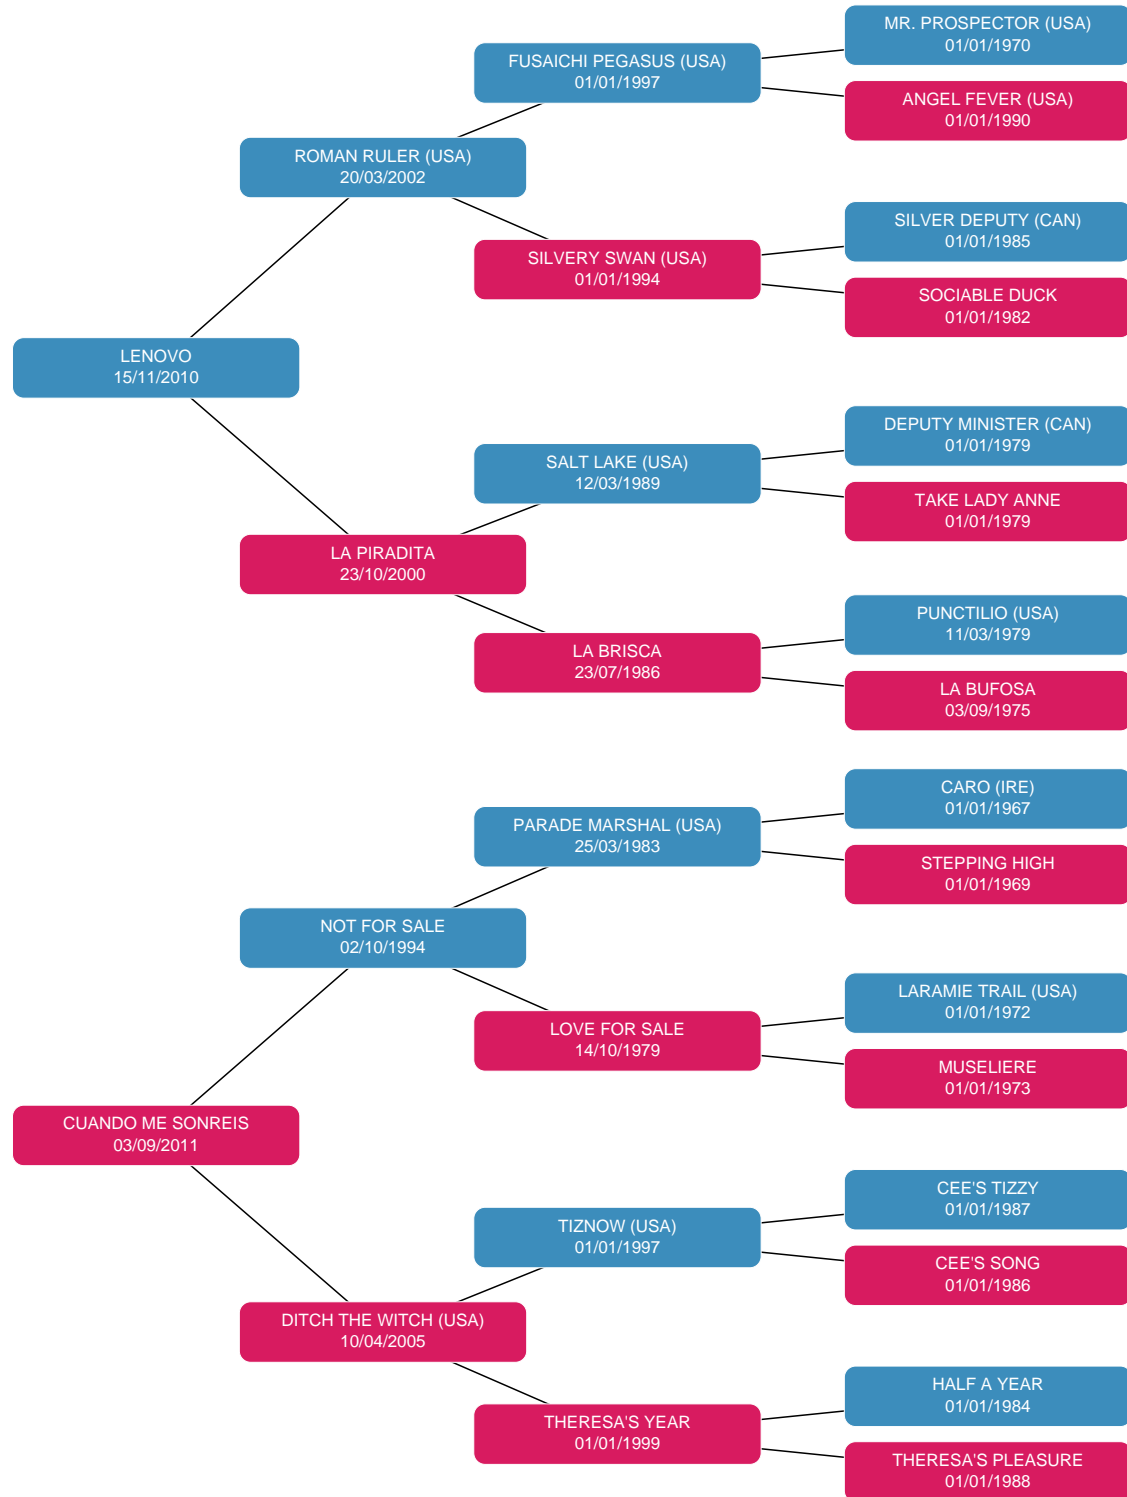 MR. PROSPECTOR (USA)
01/01/1970
FUSAICHI PEGASUS (USA)
01/01/1997
ANGEL FEVER (USA)
01/01/1990
ROMAN RULER (USA)
20/03/2002
SILVER DEPUTY (CAN)
01/01/1985
SILVERY SWAN (USA)
01/01/1994
SOCIABLE DUCK
01/01/1982
LENOVO
15/11/2010
DEPUTY MINISTER (CAN)
01/01/1979
SALT LAKE (USA)
12/03/1989
TAKE LADY ANNE
01/01/1979
LA PIRADITA
23/10/2000
PUNCTILIO (USA)
11/03/1979
LA BRISCA
23/07/1986
LA BUFOSA
03/09/1975
CARO (IRE)
01/01/1967
PARADE MARSHAL (USA)
25/03/1983
STEPPING HIGH
01/01/1969
NOT FOR SALE
02/10/1994
LARAMIE TRAIL (USA)
01/01/1972
LOVE FOR SALE
14/10/1979
MUSELIERE
01/01/1973
CUANDO ME SONREIS
03/09/2011
CEE'S TIZZY
01/01/1987
TIZNOW (USA)
01/01/1997
CEE'S SONG
01/01/1986
DITCH THE WITCH (USA)
10/04/2005
HALF A YEAR
01/01/1984
THERESA'S YEAR
01/01/1999
THERESA'S PLEASURE
01/01/1988